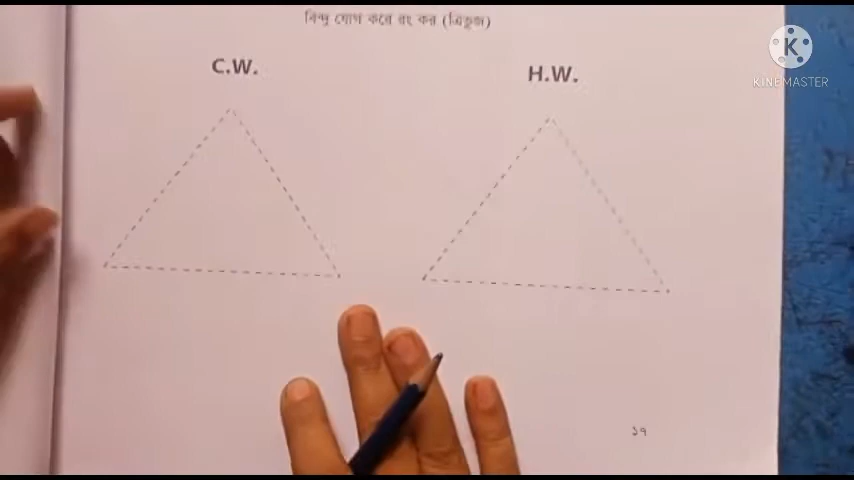 বিন্দু যোগ করে রং কর (ত্রিভুজ)
C.W.
H.W.
K
KINEMASTER
১৭